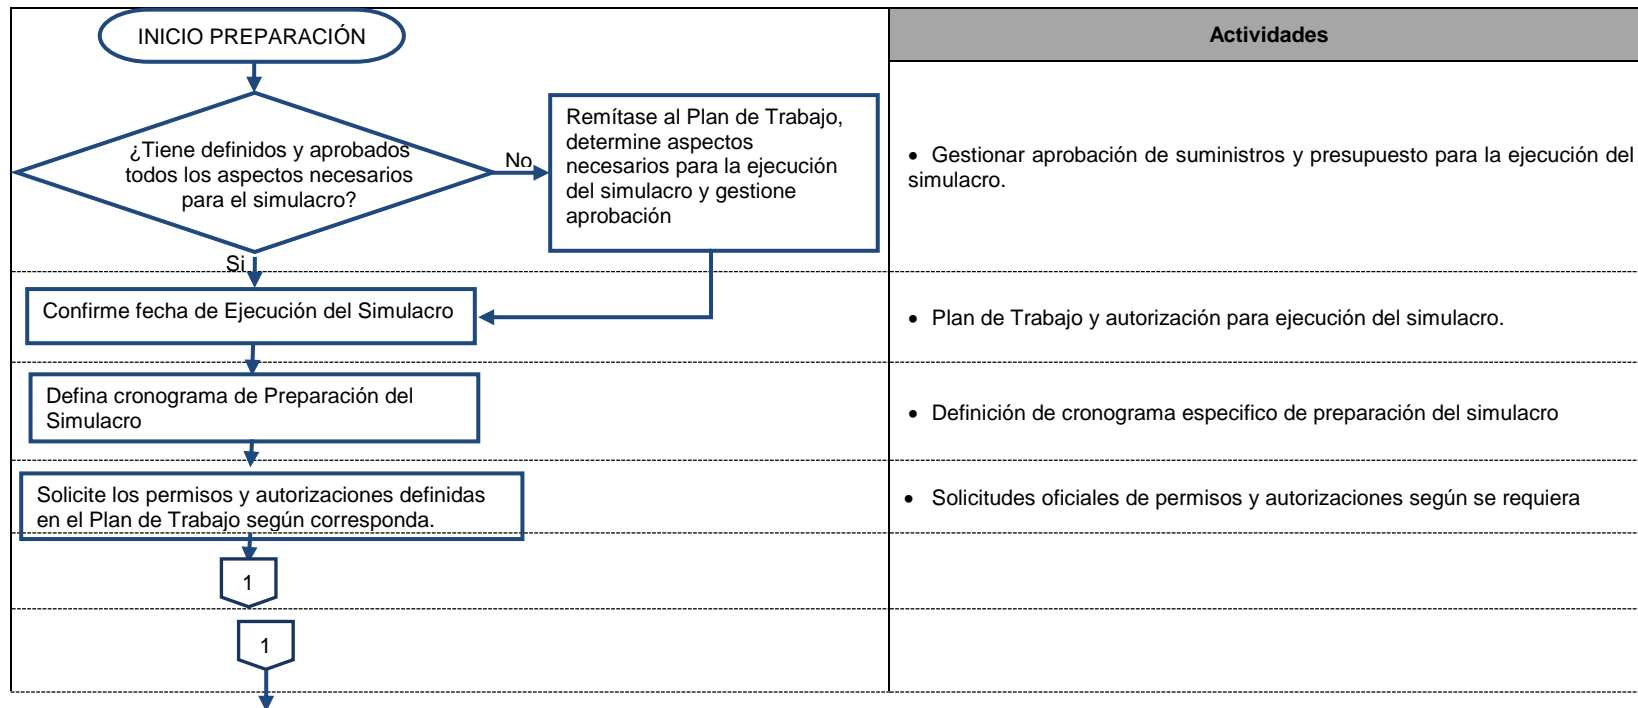 INICIO PREPARACIÓN
Actividades
¿Tiene definidos y aprobados
todos los aspectos necesarios
para el simulacro?
No
Remítase al Plan de Trabajo,
determine aspectos
necesarios para la ejecución
del simulacro y gestione
aprobación
• Gestionar aprobación de suministros y presupuesto para la ejecución del
simulacro.
Si
Confirme fecha de Ejecución del Simulacro
• Plan de Trabajo y autorización para ejecución del simulacro.
Defina cronograma de Preparación del
Simulacro
• Definición de cronograma especifico de preparación del simulacro
Solicite los permisos y autorizaciones definidas
en el Plan de Trabajo según corresponda.
• Solicitudes oficiales de permisos y autorizaciones según se requiera
1
1